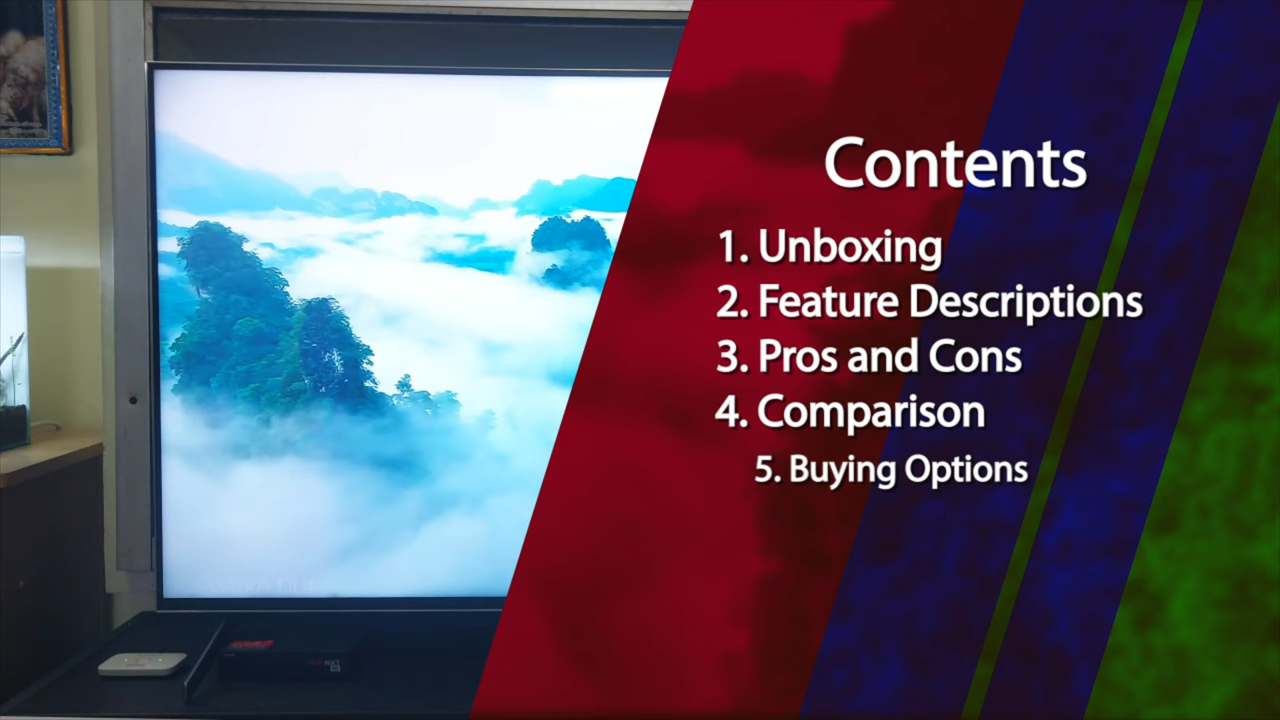 Contents
1. Unboxing
2. Feature Descriptions
3. Pros and Cons
4. Comparison
5. Buying Options